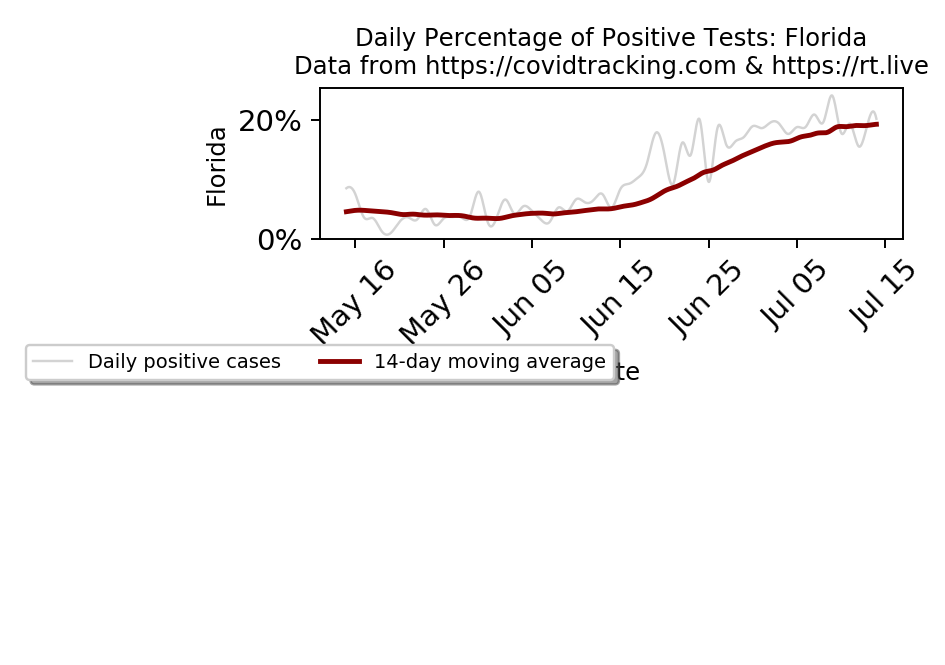 Daily Percentage of Positive Tests: Florida
Data from https://covidtracking.com & https://rt.live
Florida
20%
0%
May 16
May 26
Jun 05
Jun 15
Jun 25
Jul 05
Jul 15
Daily positive cases
14-day moving average
te